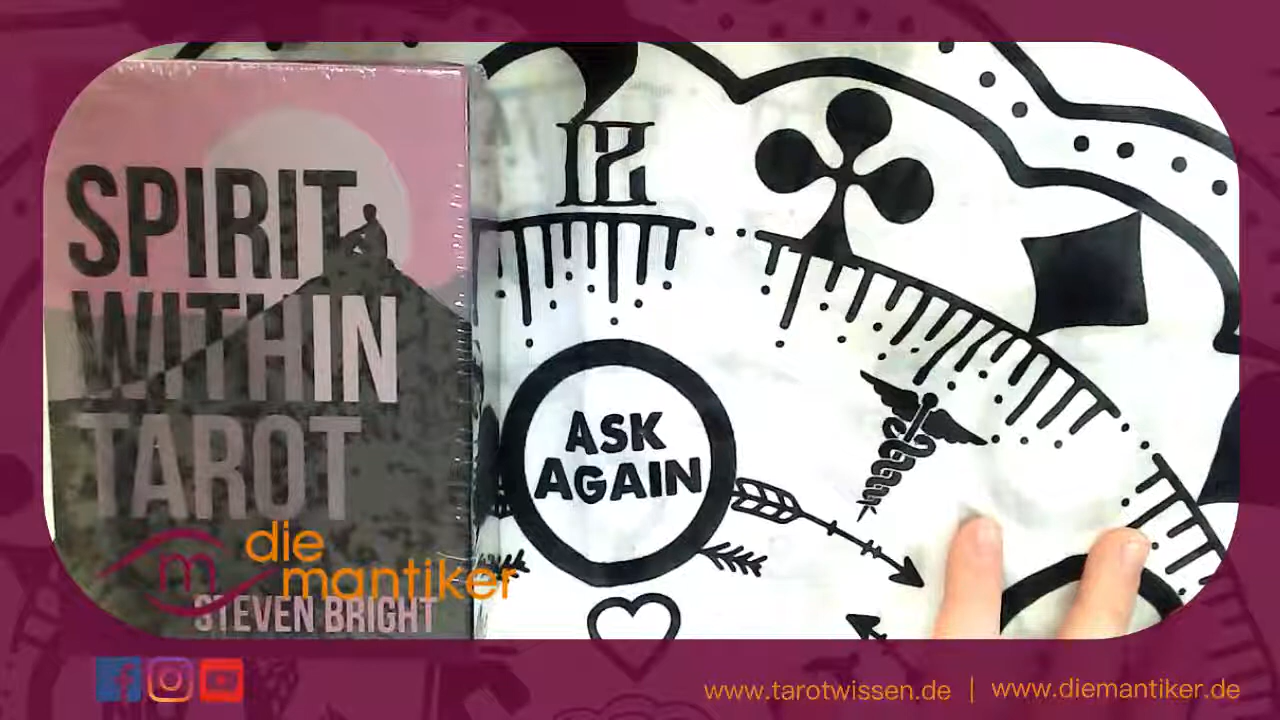 SPIRIT
WITHIN
TAROT
STEVEN BRIGHT
12
ASK
AGAIN
die
mantiker
www.tarotwissen.de | www.diemantiker.de